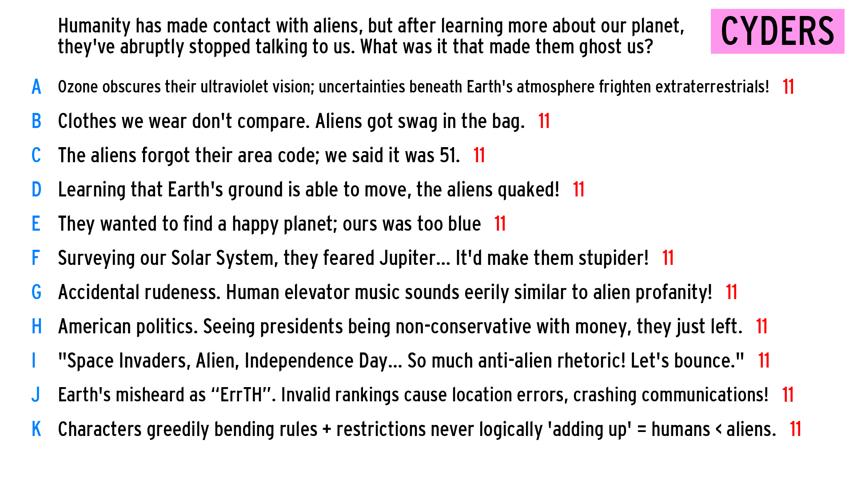 Humanity has made contact with aliens, but after learning more about our planet,
they've abruptly stopped talking to us. What was it that made them ghost us?
CYDERS
A Ozone obscures their ultraviolet vision; uncertainties beneath Earth's atmosphere frighten extraterrestrials! 11
B Clothes we wear don't compare. Aliens got swag in the bag. 11
C The aliens forgot their area code; we said it was 51. 11
D Learning that Earth's ground is able to move, the aliens quaked! 11
E They wanted to find a happy planet; ours was too blue 11
F Surveying our Solar System, they feared Jupiter... It'd make them stupider! 11
G Accidental rudeness. Human elevator music sounds eerily similar to alien profanity! 11
H American politics. Seeing presidents being non-conservative with money, they just left. 11
I "Space Invaders, Alien, Independence Day... So much anti-alien rhetoric! Let's bounce." 11
J Earth's misheard as “ErrTH”. Invalid rankings cause location errors, crashing communications! 11
K Characters greedily bending rules + restrictions never logically 'adding up' = humans < aliens. 11